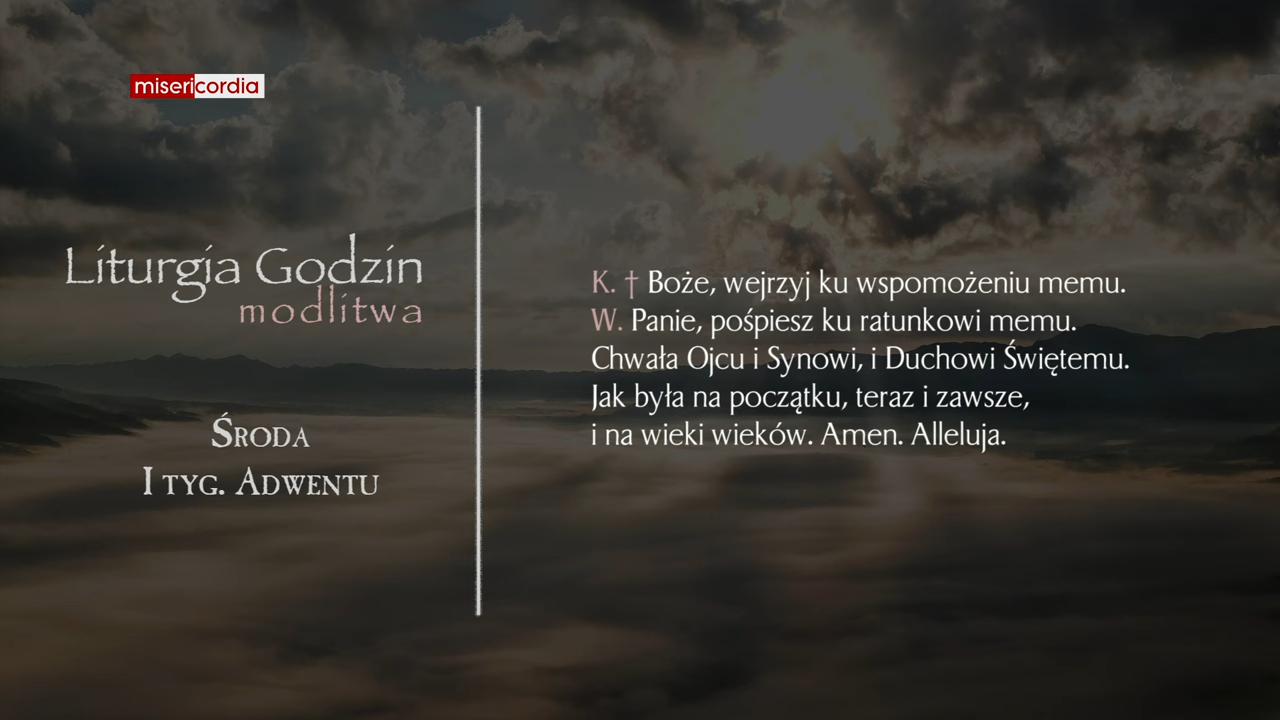 misericordia
Liturgia Godzin
modlitwa
Środa
I tyg. Adwentu
K. † Boże, wejrzyj ku wspomożeniu memu.
W. Panie, pośpiesz ku ratunkowi memu.
Chwała Ojcu i Synowi, i Duchowi Świętemu.
Jak była na początku, teraz i zawsze,
i na wieki wieków. Amen. Alleluja.